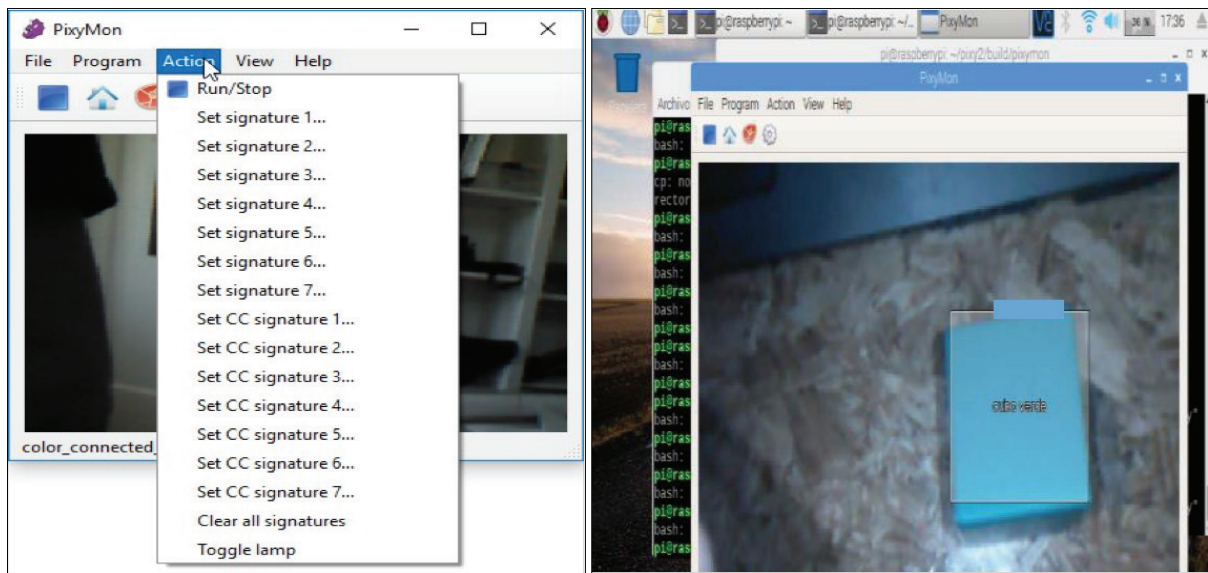 PixyMon
File Program Action View Help
Run/Stop
Set signature 1...
Set signature 2...
Set signature 3...
Set signature 4...
Set signature 5...
Set signature 6...
Set signature 7...
Set CC signature 1...
Set CC signature 2...
Set CC signature 3...
Set CC signature 4...
Set CC signature 5...
Set CC signature 6...
Set CC signature 7...
Clear all signatures
Toggle lamp
color_connected_
pi@raspberrypi: ~ pi@raspberrypi: ~/... PixyMon 17:36
pi@raspberrypi: ~/pixy2/build/pixymon
PixyMon
Archivo File Program Action View Help
pi@ras
bash:
pi@ras
cp: no
rector
pi@ras
bash:
pi@ras
bash:
pi@ras
bash:
pi@ras
pi@ras
bash:
pi@ras
pi@ras
bash:
pi@ras
bash:
pi@ras
bash:
pi@ras
bash:
pi@ras
cubo verde